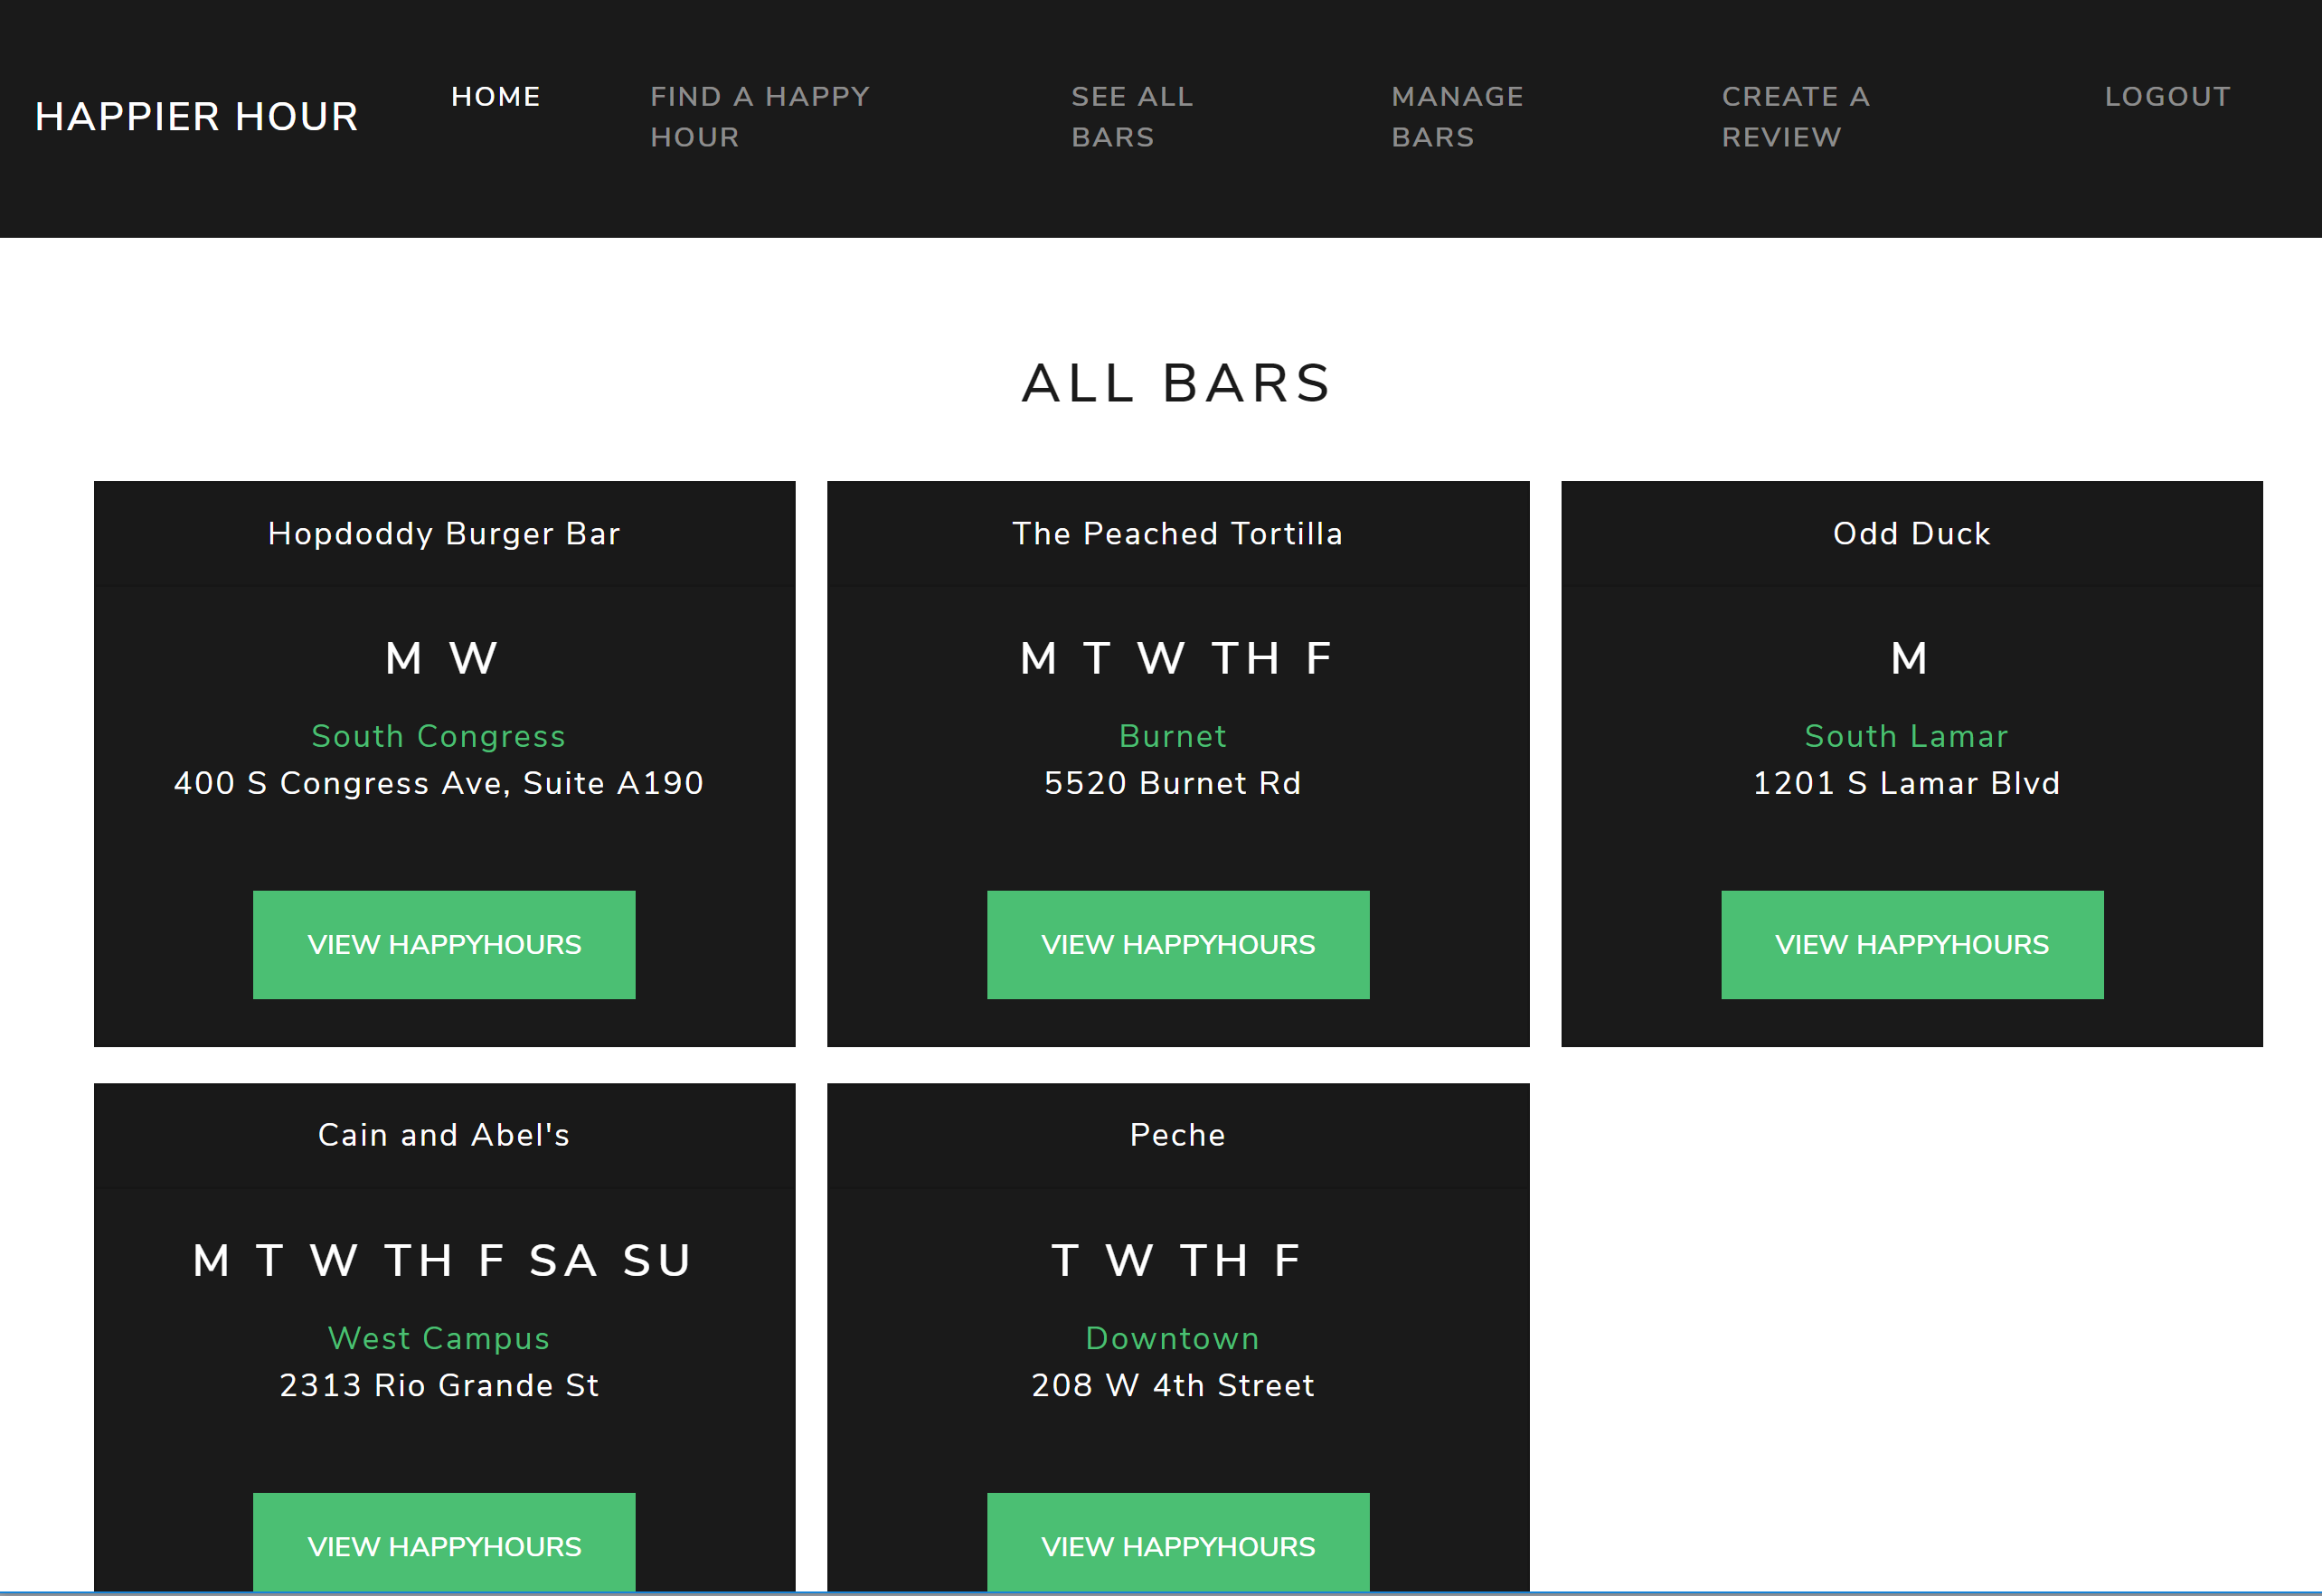 HAPPIER HOUR
HOME
FIND A HAPPY
HOUR
SEE ALL
BARS
MANAGE
BARS
CREATE A
REVIEW
LOGOUT
ALL BARS
Hopdoddy Burger Bar
M W
South Congress
400 S Congress Ave, Suite A190
VIEW HAPPYHOURS
The Peached Tortilla
M T W TH F
Burnet
5520 Burnet Rd
VIEW HAPPYHOURS
Odd Duck
M
South Lamar
1201 S Lamar Blvd
VIEW HAPPYHOURS
Cain and Abel's
M T W TH F SA SU
West Campus
2313 Rio Grande St
VIEW HAPPYHOURS
Peche
T W TH F
Downtown
208 W 4th Street
VIEW HAPPYHOURS